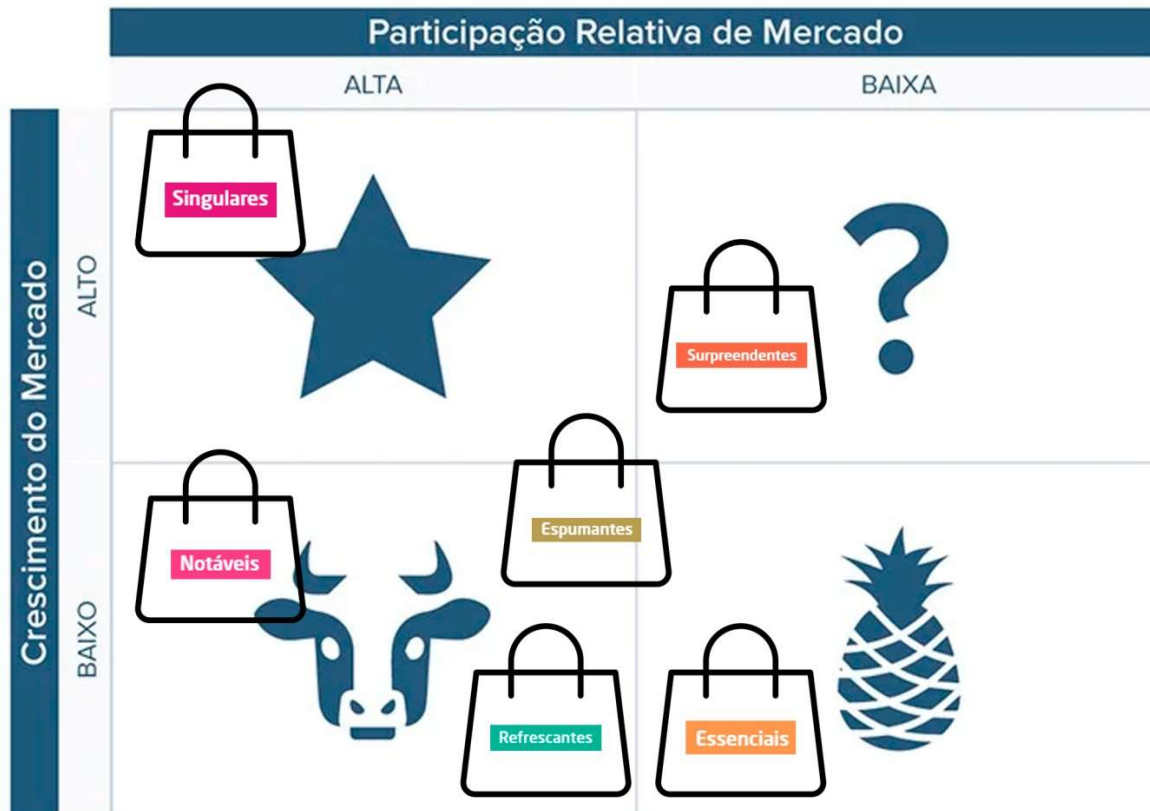 Participação Relativa de Mercado
ALTA
BAIXA
Crescimento do Mercado
ALTO
BAIXO
Singulares
?
Surpreendentes
Notáveis
Espumantes
Refrescantes
Essenciais